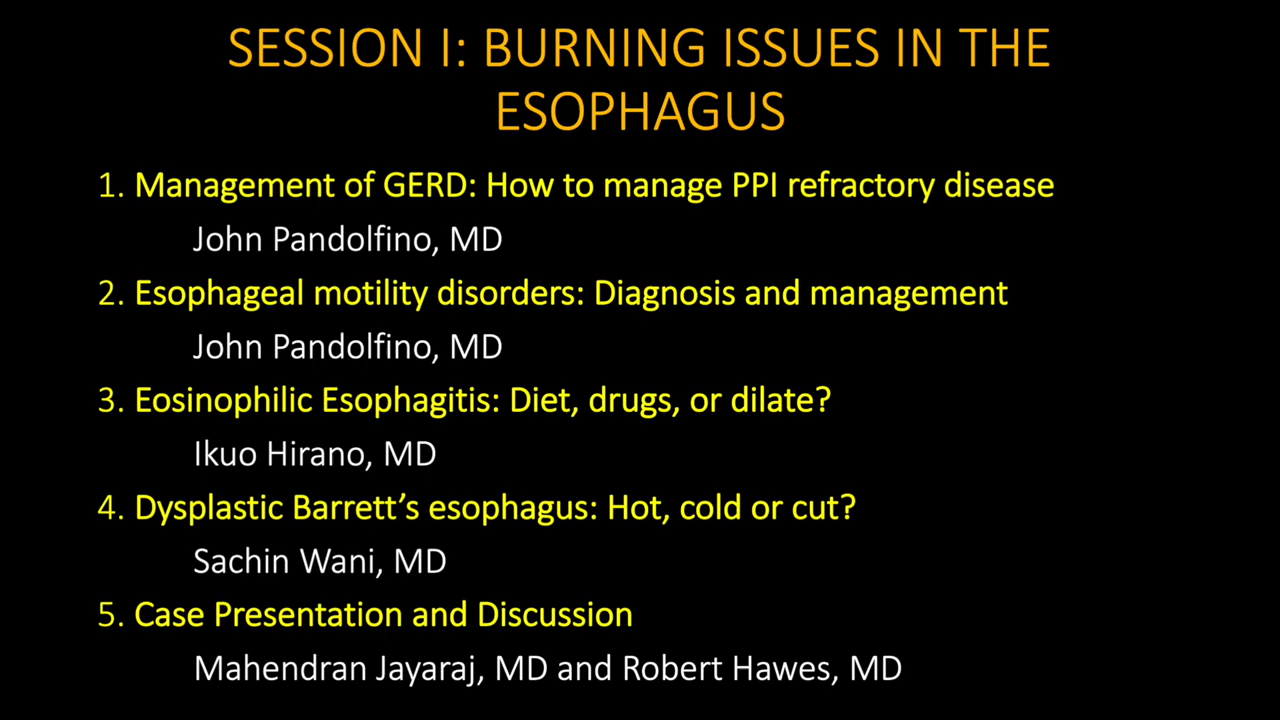 SESSION I: BURNING ISSUES IN THE
ESOPHAGUS
1. Management of GERD: How to manage PPI refractory disease
John Pandolfino, MD
2. Esophageal motility disorders: Diagnosis and management
John Pandolfino, MD
3. Eosinophilic Esophagitis: Diet, drugs, or dilate?
Ikuo Hirano, MD
4. Dysplastic Barrett’s esophagus: Hot, cold or cut?
Sachin Wani, MD
5. Case Presentation and Discussion
Mahendran Jayaraj, MD and Robert Hawes, MD